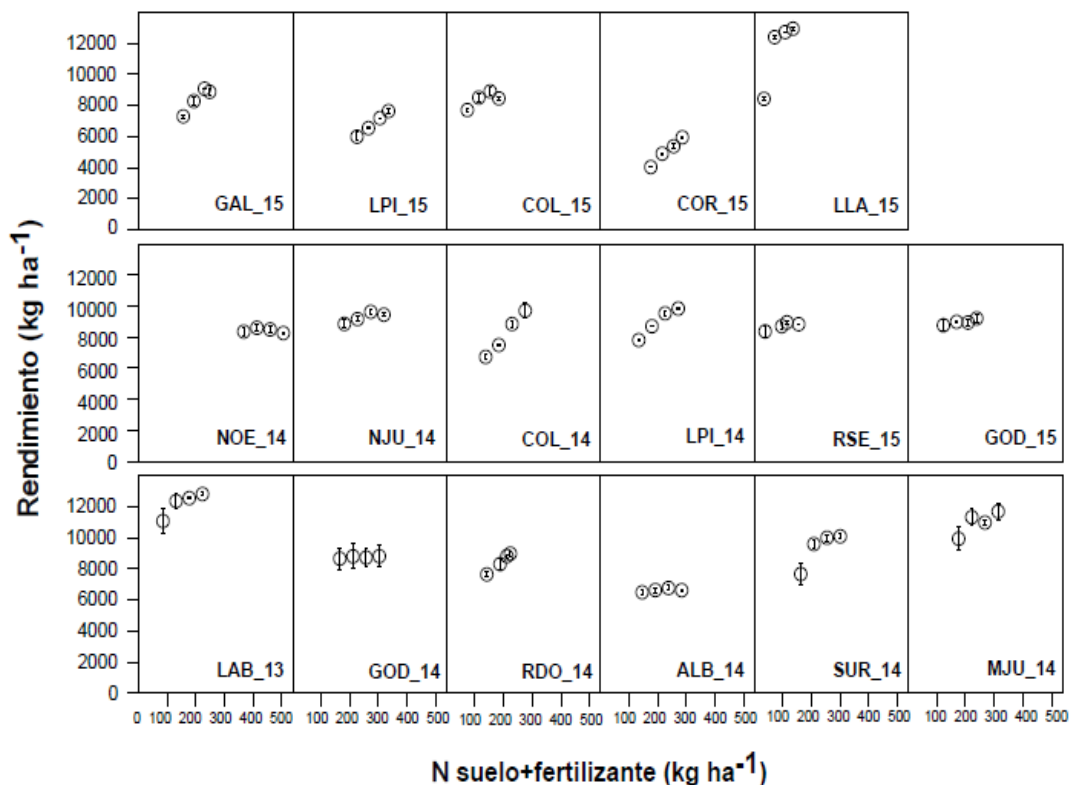 Rendimiento (kg ha-1)
12000
10000
8000
6000
4000
2000
0
GAL_15
LPI_15
COL_15
COR_15
LLA_15
12000
10000
8000
6000
4000
2000
0
NOE_14
NJU_14
COL_14
LPI_14
RSE_15
GOD_15
12000
10000
8000
6000
4000
2000
0
LAB_13
GOD_14
RDO_14
ALB_14
SUR_14
MJU_14
0 100 200 300 400 500
100 200 300 400 500
100 200 300 400 500
100 200 300 400 500
100 200 300 400 500
100 200 300 400 500
N suelo+fertilizante (kg ha-1)